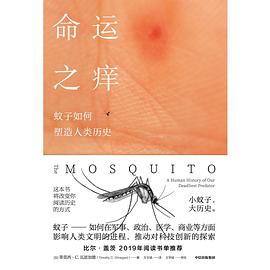 命运
之痒
蚊子如何
塑造人类历史
The
MOSQUITO
A Human History of Our
Deadliest Predator
这本书
将改变你
阅读历史
的方式
小蚊子,
大历史。
蚊子——如何在军事、政治、医学、商业等方面
影响人类文明的进程、推动对科技创新的探索
比尔·盖茨 2019年阅读书单推荐
中信出版集团